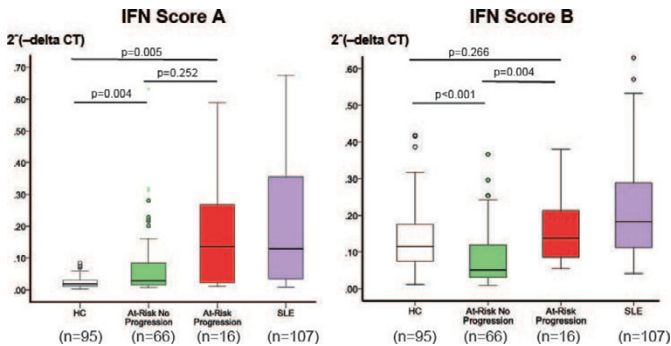 IFN Score A
2^(–delta CT)
p=0.005
p=0.252
p=0.004
.70
.60
.50
.40
.30
.20
.10
.00
HC
At-Risk No Progression
At-Risk Progression
SLE
(n=95)
(n=66)
(n=16)
(n=107)
IFN Score B
2^(–delta CT)
p=0.266
p=0.004
p<0.001
.60
.50
.40
.30
.20
.10
.00
HC
At-Risk No Progression
At-Risk Progression
SLE
(n=95)
(n=66)
(n=16)
(n=107)